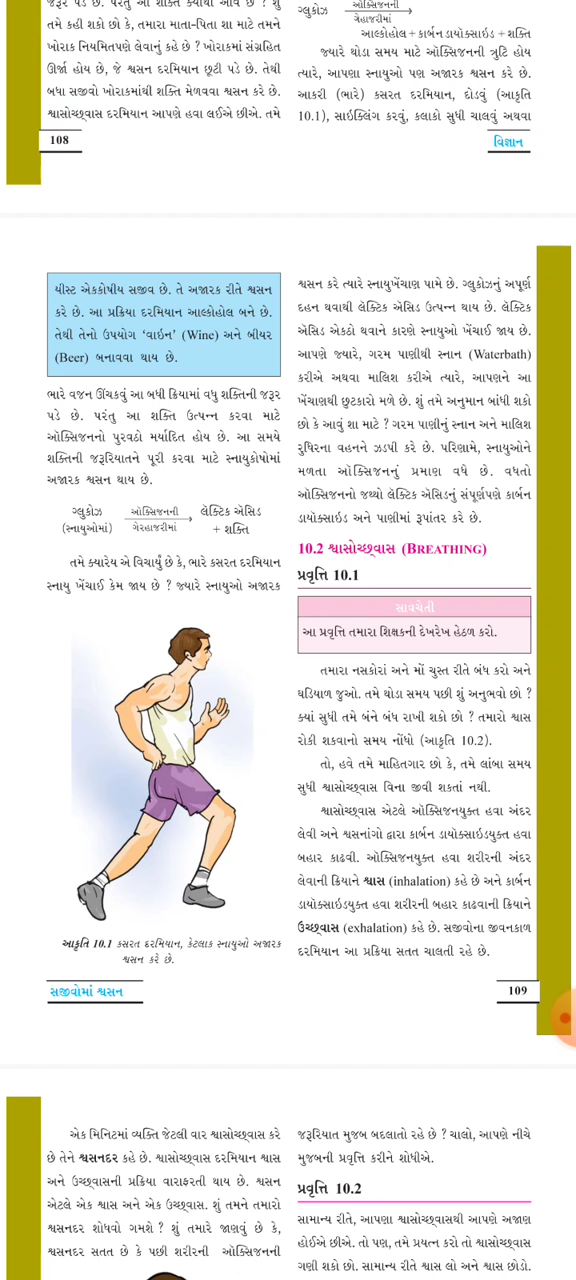 જરૂર પડે છે. પરંતુ આ શક્તિ ક્યાંથી આવે છે ? શું
તમે કહી શકો છો કે, તમારા માતા-પિતા શા માટે તમને
ખોરાક નિયમિતપણે લેવાનું કહે છે ? ખોરાકમાં સંગ્રહિત
ઊર્જા હોય છે, જે શ્વસન દરમિયાન છૂટી પડે છે. તેથી
બધા સજીવો ખોરાકમાંથી શક્તિ મેળવવા શ્વસન કરે છે.
શ્વાસોચ્છ્વાસ દરમિયાન આપણે હવા લઈએ છીએ. તમે
108
ગ્લુકોઝ ઑક્સિજનની ગેરહાજરીમાં
આલ્કોહોલ + કાર્બન ડાયોક્સાઇડ + શક્તિ
જ્યારે થોડા સમય માટે ઑક્સિજનની ત્રુટિ હોય
ત્યારે, આપણા સ્નાયુઓ પણ અજારક શ્વસન કરે છે.
આકરી (ભારે) કસરત દરમિયાન, દોડવું (આકૃતિ
10.1), સાઇક્લિંગ કરવું, કલાકો સુધી ચાલવું અથવા
વિજ્ઞાન
યીસ્ટ એકકોષીય સજીવ છે. તે અજારક રીતે શ્વસન
કરે છે. આ પ્રક્રિયા દરમિયાન આલ્કોહોલ બને છે.
તેથી તેનો ઉપયોગ ‘વાઇન’ (Wine) અને બીયર
(Beer) બનાવવા થાય છે.
ભારે વજન ઊંચકવું આ બધી ક્રિયામાં વધુ શક્તિની જરૂર
પડે છે. પરંતુ આ શક્તિ ઉત્પન્ન કરવા માટે
ઑક્સિજનનો પુરવઠો મર્યાદિત હોય છે. આ સમયે
શક્તિની જરૂરિયાતને પૂરી કરવા માટે સ્નાયુકોષોમાં
અજારક શ્વસન થાય છે.
ગ્લુકોઝ ઑક્સિજનની લૅક્ટિક ઍસિડ
(સ્નાયુઓમાં) ગેરહાજરીમાં + શક્તિ
તમે ક્યારેય એ વિચાર્યું છે કે, ભારે કસરત દરમિયાન
સ્નાયુ ખેંચાઈ કેમ જાય છે ? જ્યારે સ્નાયુઓ અજારક
આકૃતિ 10.1 કસરત દરમિયાન, કેટલાક સ્નાયુઓ અજારક
શ્વસન કરે છે.
સજીવોમાં શ્વસન
શ્વસન કરે ત્યારે સ્નાયુખેંચાણ પામે છે. ગ્લુકોઝનું અપૂર્ણ
દહન થવાથી લૅક્ટિક ઍસિડ ઉત્પન્ન થાય છે. લૅક્ટિક
ઍસિડ એકઠો થવાને કારણે સ્નાયુઓ ખેંચાઈ જાય છે.
આપણે જ્યારે, ગરમ પાણીથી સ્નાન (Waterbath)
કરીએ અથવા માલિશ કરીએ ત્યારે, આપણને આ
ખેંચાણથી છુટકારો મળે છે. શું તમે અનુમાન બાંધી શકો
છો કે આવું શા માટે ? ગરમ પાણીનું સ્નાન અને માલિશ
રુધિરના વહનને ઝડપી કરે છે. પરિણામે, સ્નાયુઓને
મળતા ઑક્સિજનનું પ્રમાણ વધે છે. વધતો
ઑક્સિજનનો જથ્થો લૅક્ટિક ઍસિડનું સંપૂર્ણપણે કાર્બન
ડાયોક્સાઇડ અને પાણીમાં રૂપાંતર કરે છે.
10.2 શ્વાસોચ્છ્વાસ (BREATHING)
પ્રવૃત્તિ 10.1
સાવચેતી
આ પ્રવૃત્તિ તમારા શિક્ષકની દેખરેખ હેઠળ કરો.
તમારા નસકોરાં અને મોં ચુસ્ત રીતે બંધ કરો અને
ઘડિયાળ જુઓ. તમે થોડા સમય પછી શું અનુભવો છો ?
ક્યાં સુધી તમે બંને બંધ રાખી શકો છો ? તમારો શ્વાસ
રોકી શકવાનો સમય નોંધો (આકૃતિ 10.2).
તો, હવે તમે માહિતગાર છો કે, તમે લાંબા સમય
સુધી શ્વાસોચ્છ્વાસ વિના જીવી શકતાં નથી.
શ્વાસોચ્છ્વાસ એટલે ઑક્સિજનયુક્ત હવા અંદર
લેવી અને શ્વસનાંગો દ્વારા કાર્બન ડાયોક્સાઇડયુક્ત હવા
બહાર કાઢવી. ઑક્સિજનયુક્ત હવા શરીરની અંદર
લેવાની ક્રિયાને શ્વાસ (inhalation) કહે છે અને કાર્બન
ડાયોક્સાઇડયુક્ત હવા શરીરની બહાર કાઢવાની ક્રિયાને
ઉચ્છ્વાસ (exhalation) કહે છે. સજીવોના જીવનકાળ
દરમિયાન આ પ્રક્રિયા સતત ચાલતી રહે છે.
109
એક મિનિટમાં વ્યક્તિ જેટલી વાર શ્વાસોચ્છ્વાસ કરે
છે તેને શ્વસનદર કહે છે. શ્વાસોચ્છ્વાસ દરમિયાન શ્વાસ
અને ઉચ્છ્વાસની પ્રક્રિયા વારાફરતી થાય છે. શ્વસન
એટલે એક શ્વાસ અને એક ઉચ્છ્વાસ. શું તમને તમારો
શ્વસનદર શોધવો ગમશે ? શું તમારે જાણવું છે કે,
શ્વસનદર સતત છે કે પછી શરીરની ઑક્સિજનની
જરૂરિયાત મુજબ બદલાતો રહે છે ? ચાલો, આપણે નીચે
મુજબની પ્રવૃત્તિ કરીને શોધીએ.
પ્રવૃત્તિ 10.2
સામાન્ય રીતે, આપણા શ્વાસોચ્છ્વાસથી આપણે અજાણ
હોઈએ છીએ. તો પણ, તમે પ્રયત્ન કરો તો શ્વાસોચ્છ્વાસ
ગણી શકો છો. સામાન્ય રીતે શ્વાસ લો અને શ્વાસ છોડો.